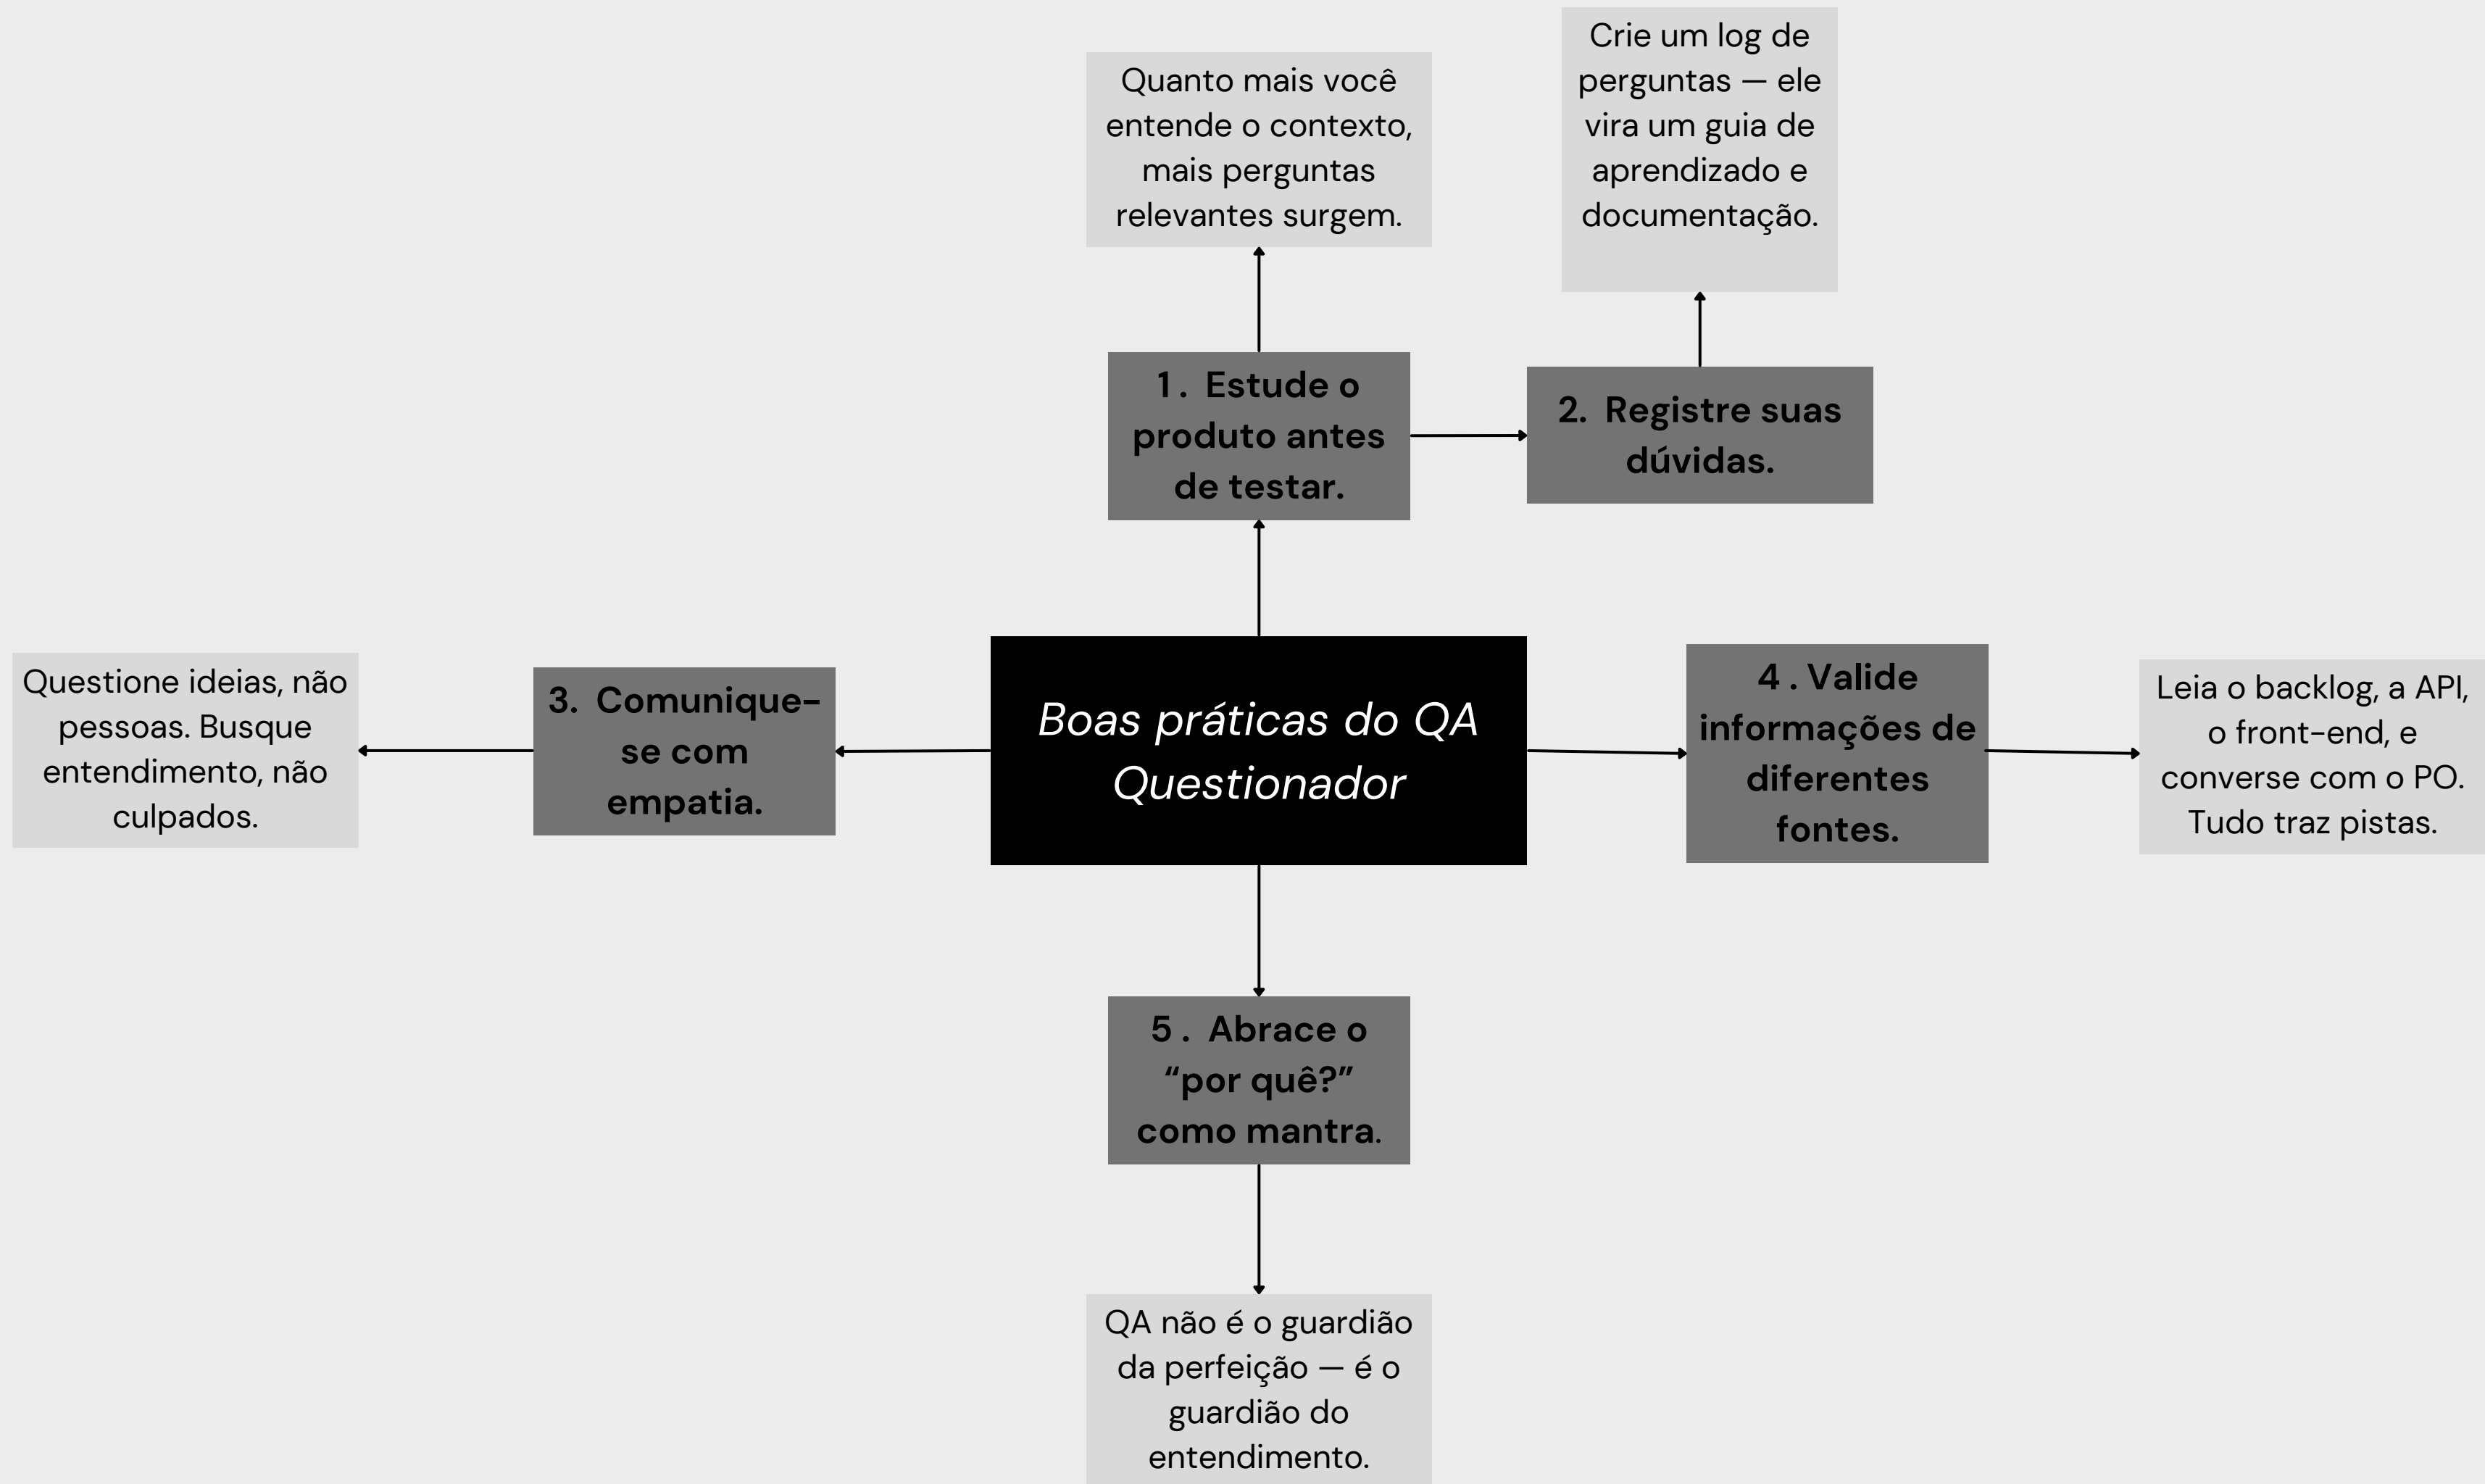 Crie um log de
perguntas — ele
vira um guia de
aprendizado e
documentação.
Quanto mais você
entende o contexto,
mais perguntas
relevantes surgem.
1 .  Estude o
produto antes
de testar.
2.  Registre suas
dúvidas.
Questione ideias, não
pessoas. Busque
entendimento, não
culpados.
3.  Comunique-
se com
empatia.
Boas práticas do QA
Questionador
4 . Valide
informações de
diferentes
fontes.
Leia o backlog, a API,
o front-end, e
converse com o PO.
Tudo traz pistas.
5 .  Abrace o
“por quê?”
como mantra.
QA não é o guardião
da perfeição — é o
guardião do
entendimento.